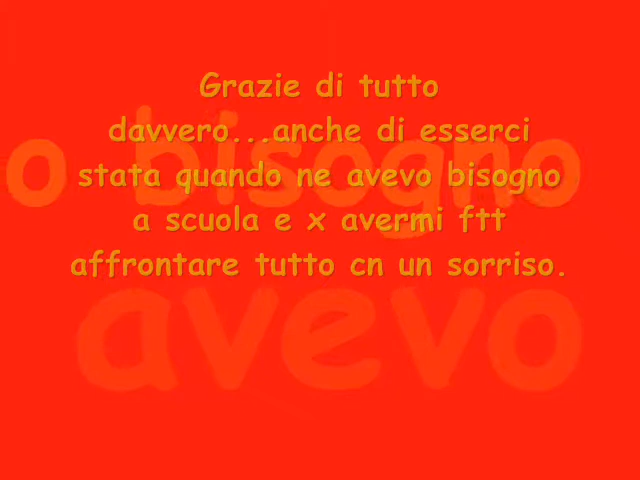 Grazie di tutto
davvero...anche di esserci
stata quando ne avevo bisogno
a scuola e x avermi ftt
affrontare tutto cn un sorriso.
o bisogno
avevo